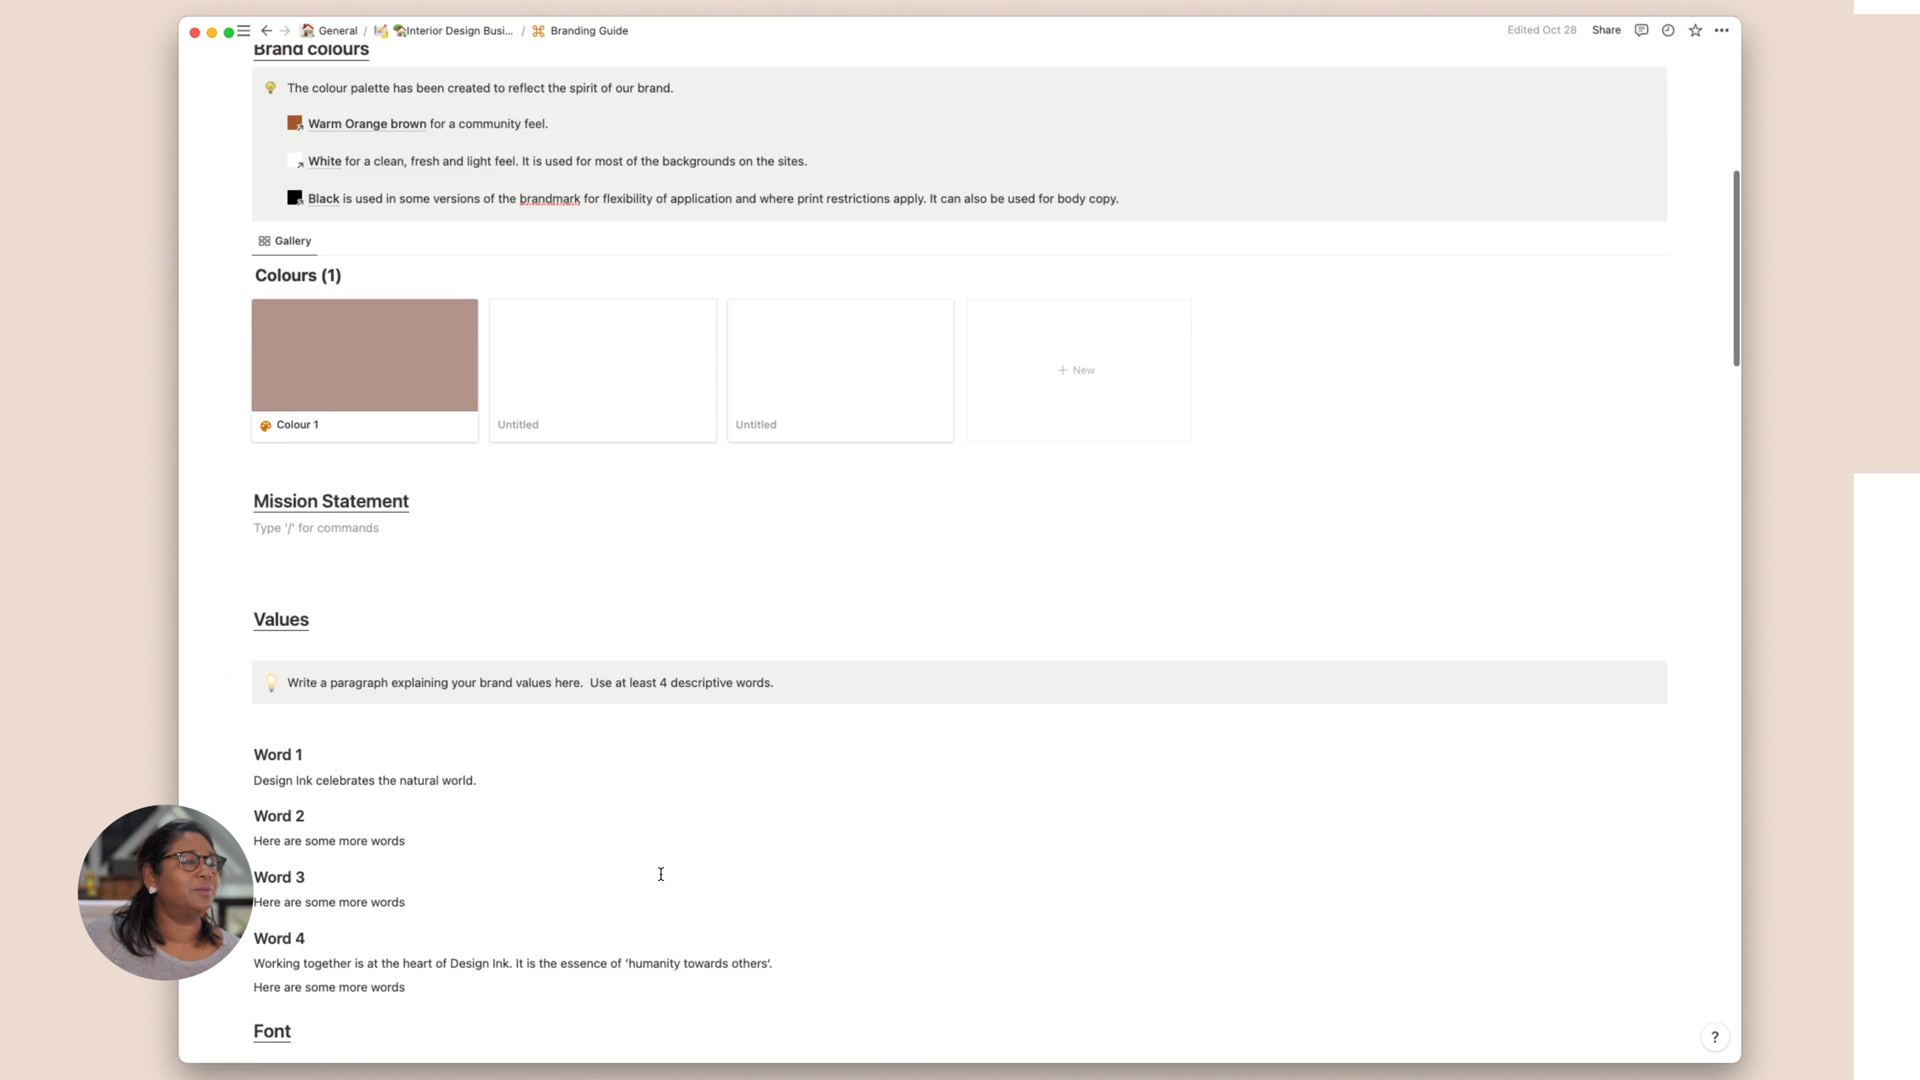 General / Interior Design Busi... / Branding Guide
Edited Oct 28 Share
Brand colours
The colour palette has been created to reflect the spirit of our brand.
Warm Orange brown for a community feel.
White for a clean, fresh and light feel. It is used for most of the backgrounds on the sites.
Black is used in some versions of the brandmark for flexibility of application and where print restrictions apply. It can also be used for body copy.
Gallery
Colours (1)
+ New
Colour 1
Untitled
Untitled
Mission Statement
Type '/' for commands
Values
Write a paragraph explaining your brand values here. Use at least 4 descriptive words.
Word 1
Design Ink celebrates the natural world.
Word 2
Here are some more words
Word 3
Here are some more words
Word 4
Working together is at the heart of Design Ink. It is the essence of 'humanity towards others'.
Here are some more words
Font
?